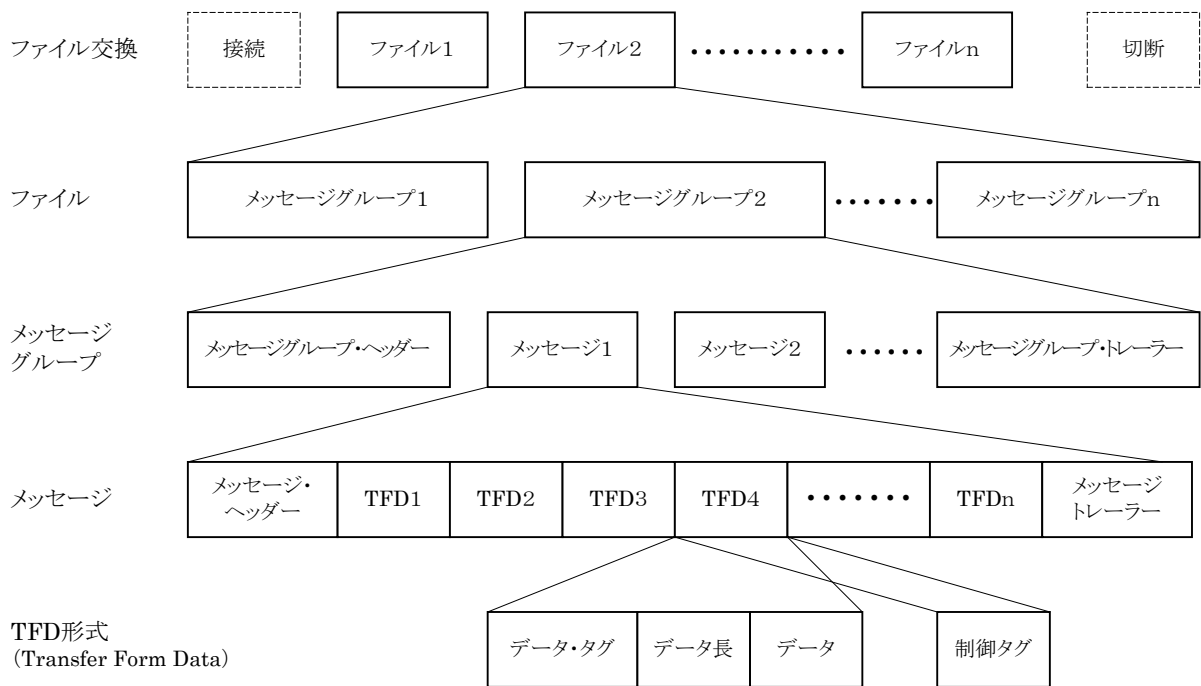 ファイル交換
接続
ファイル1
ファイル2
・・・・・・・・・・・
ファイルn
切断
ファイル
メッセージグループ1
メッセージグループ2
・・・・・・・
メッセージグループn
メッセージ
グループ
メッセージグループ・ヘッダー
メッセージ1
メッセージ2
・・・・・・
メッセージグループ・トレーラー
メッセージ
メッセージ・
ヘッダー
TFD1
TFD2
TFD3
TFD4
・・・・・・・
TFDn
メッセージ
トレーラー
TFD形式
(Transfer Form Data)
データ・タグ
データ長
データ
制御タグ